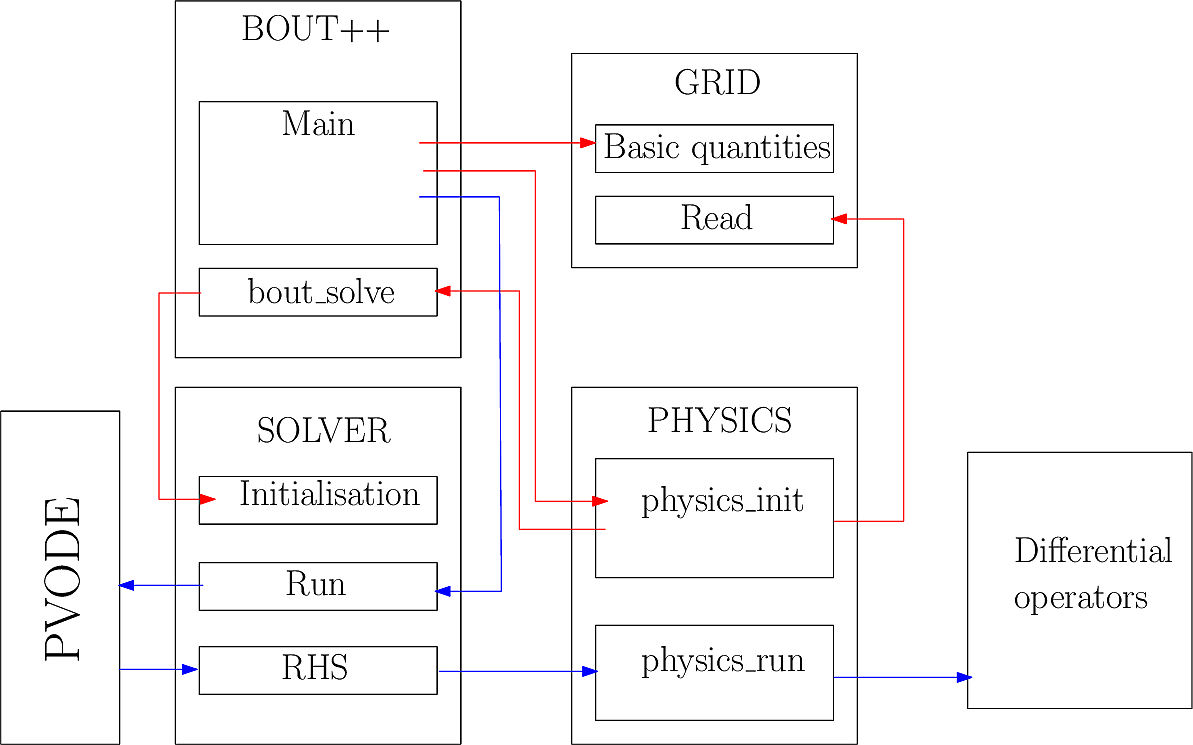 BOUT++
Main
bout_solve
GRID
Basic quantities
Read
SOLVER
Initialisation
Run
RHS
PVODE
PHYSICS
physics_init
physics_run
Differential
operators